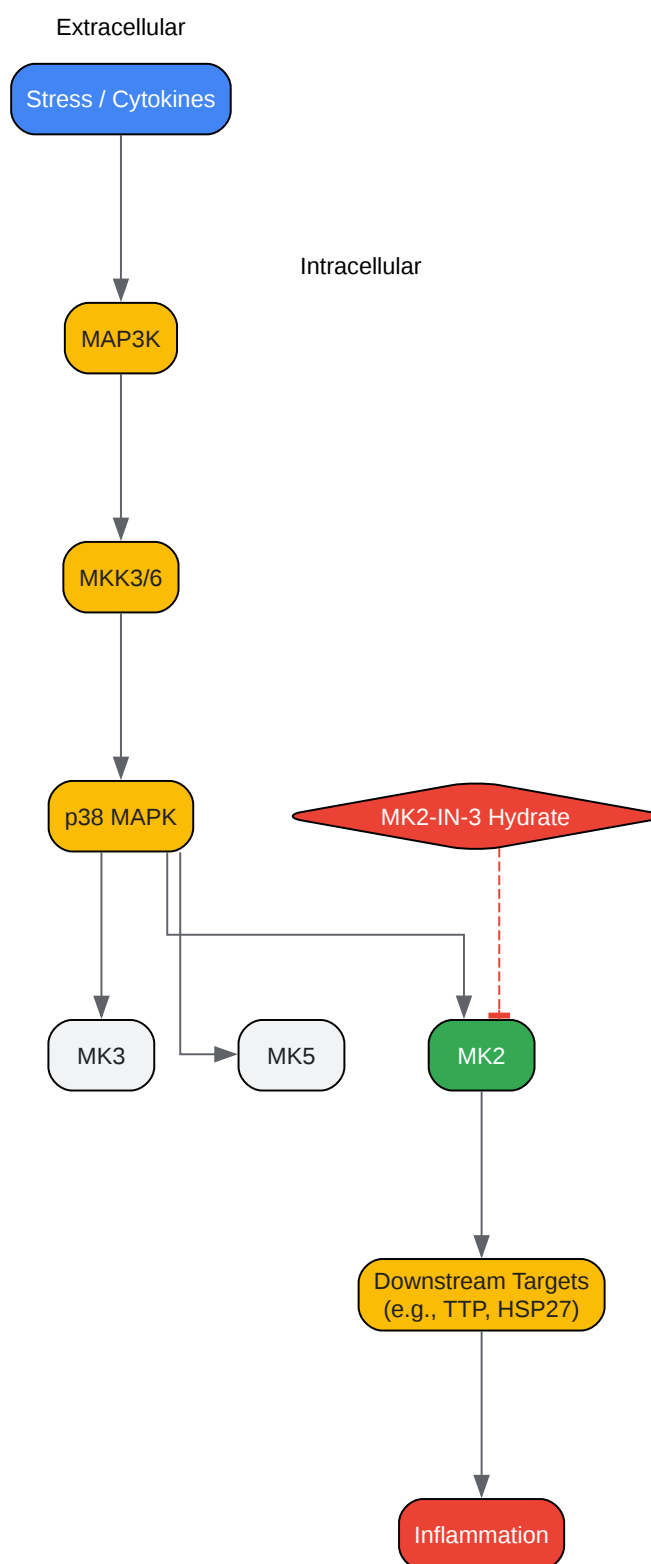 Extracellular
Stress / Cytokines
Intracellular
MAP3K
MKK3/6
p38 MAPK
MK2-IN-3 Hydrate
MK3
MK5
MK2
Downstream Targets
(e.g., TTP, HSP27)
Inflammation